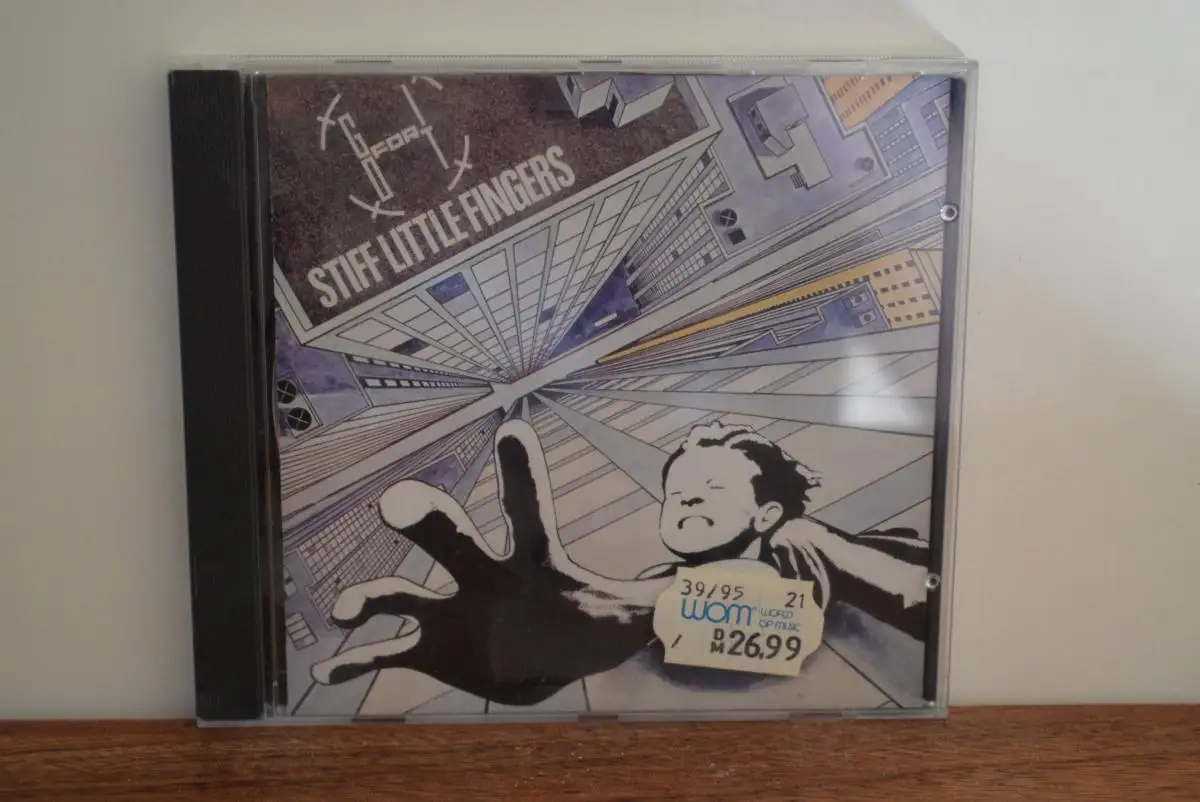 GO
FOR
IT
STIFF LITTLE FINGERS
39/95 21
WOM WORLD
OF MUSIC
/ DM 26,99